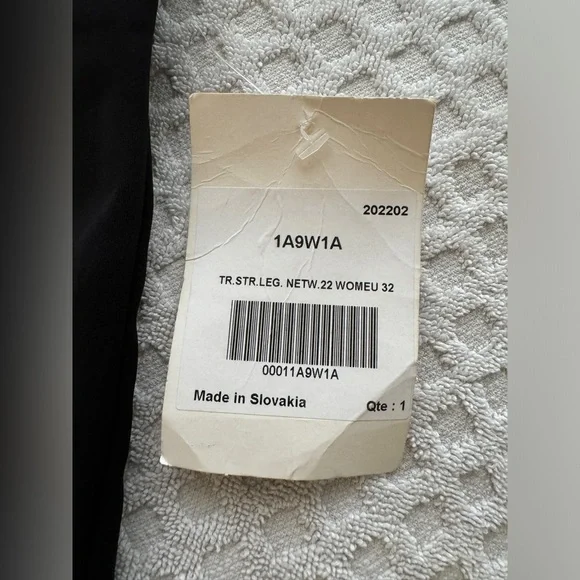 202202
1A9W1A
TR.STR.LEG. NETW.22 WOMEU 32
00011A9W1A
Made in Slovakia
Qte : 1